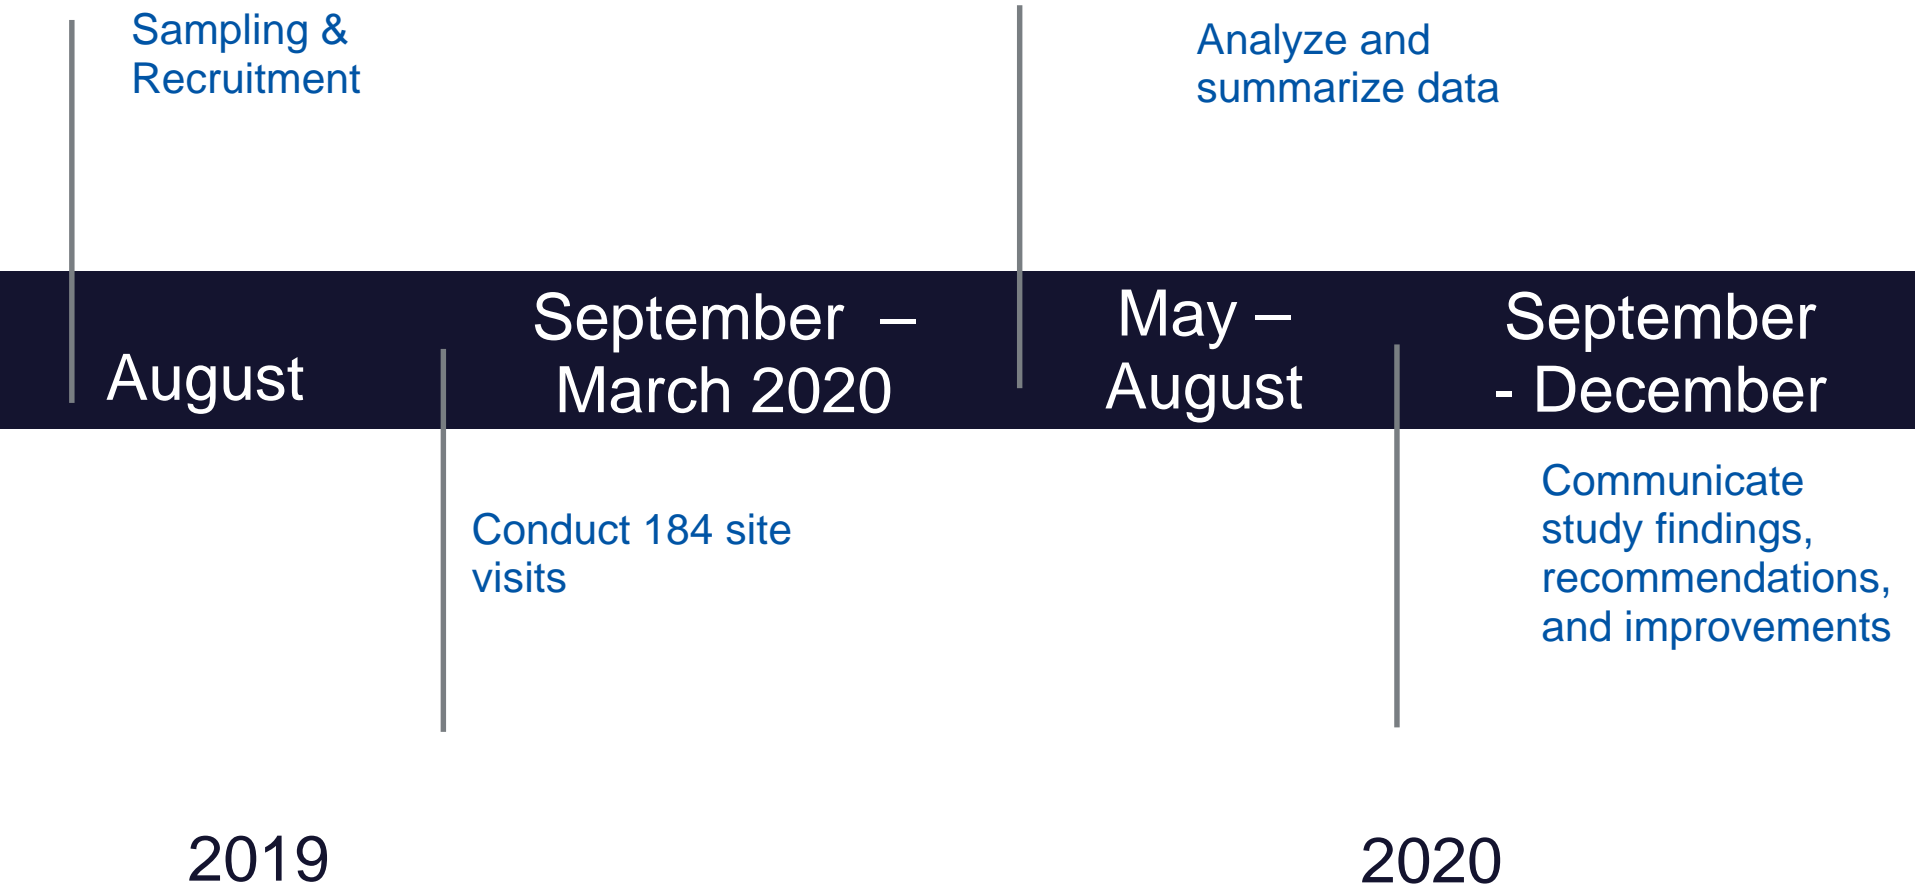 Sampling &
Recruitment
Analyze and
summarize data
August
September –
March 2020
May –
August
September
- December
Conduct 184 site
visits
Communicate
study findings,
recommendations,
and improvements
2019
2020